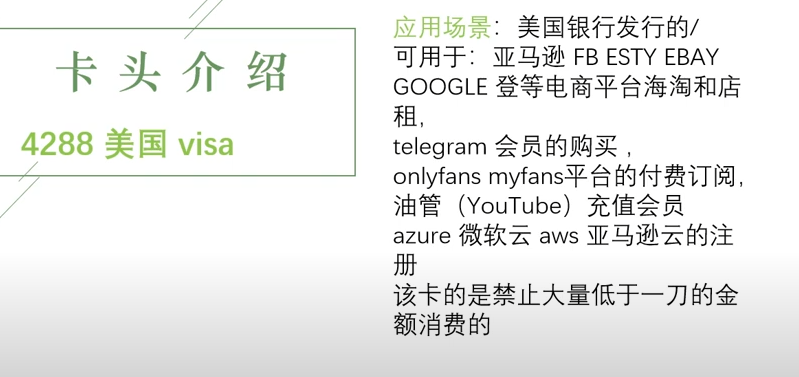 卡头介绍
4288 美国 visa
应用场景：美国银行发行的/
可用于：亚马逊 FB ESTY EBAY
GOOGLE 登等电商平台海淘和店
租，
telegram 会员的购买 ，
onlyfans myfans平台的付费订阅，
油管（YouTube）充值会员
azure 微软云 aws 亚马逊云的注
册
该卡的是禁止大量低于一刀的金
额消费的